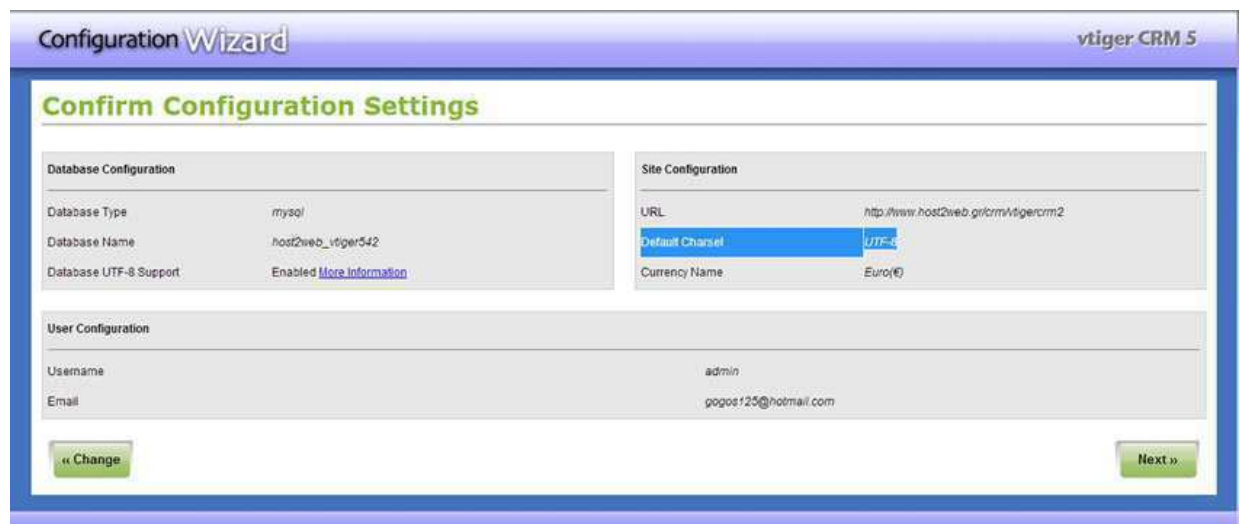 Configuration Wizard
vtiger CRM 5
Confirm Configuration Settings
Database Configuration
Database Type mysql
Database Name host2web_vtiger542
Database UTF-8 Support Enabled More Information
Site Configuration
URL http://www.host2web.gr/crm/vtigercrm2
Default Charset UTF-8
Currency Name Euro(€)
User Configuration
Username admin
Email gogos125@hotmail.com
« Change
Next »